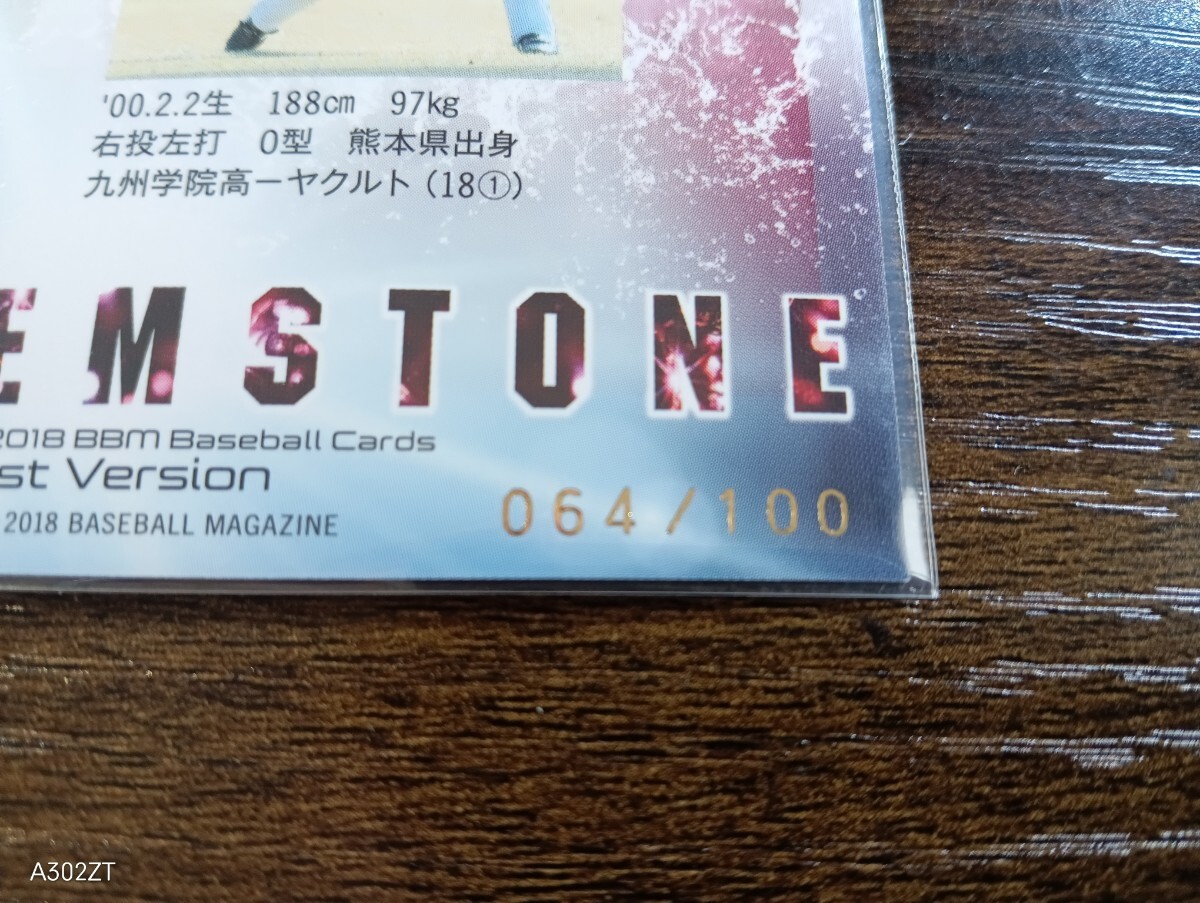 '00.2.2生 188cm 97kg
右投左打 O型 熊本県出身
九州学院高ーヤクルト (18①)
EMSTONE
2018 BBM Baseball Cards
st Version
2018 BASEBALL MAGAZINE
064/100
A302ZT